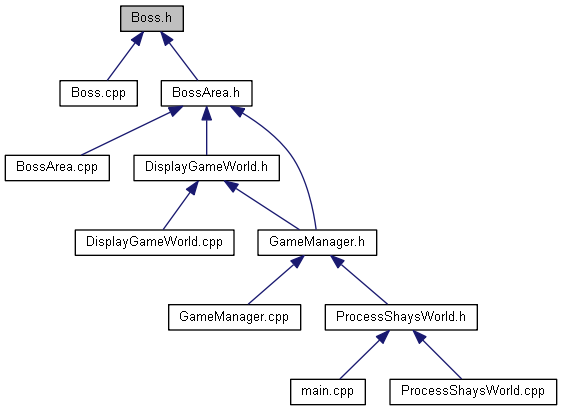 Boss.h
Boss.cpp
BossArea.h
BossArea.cpp
DisplayGameWorld.h
DisplayGameWorld.cpp
GameManager.h
GameManager.cpp
ProcessShaysWorld.h
main.cpp
ProcessShaysWorld.cpp